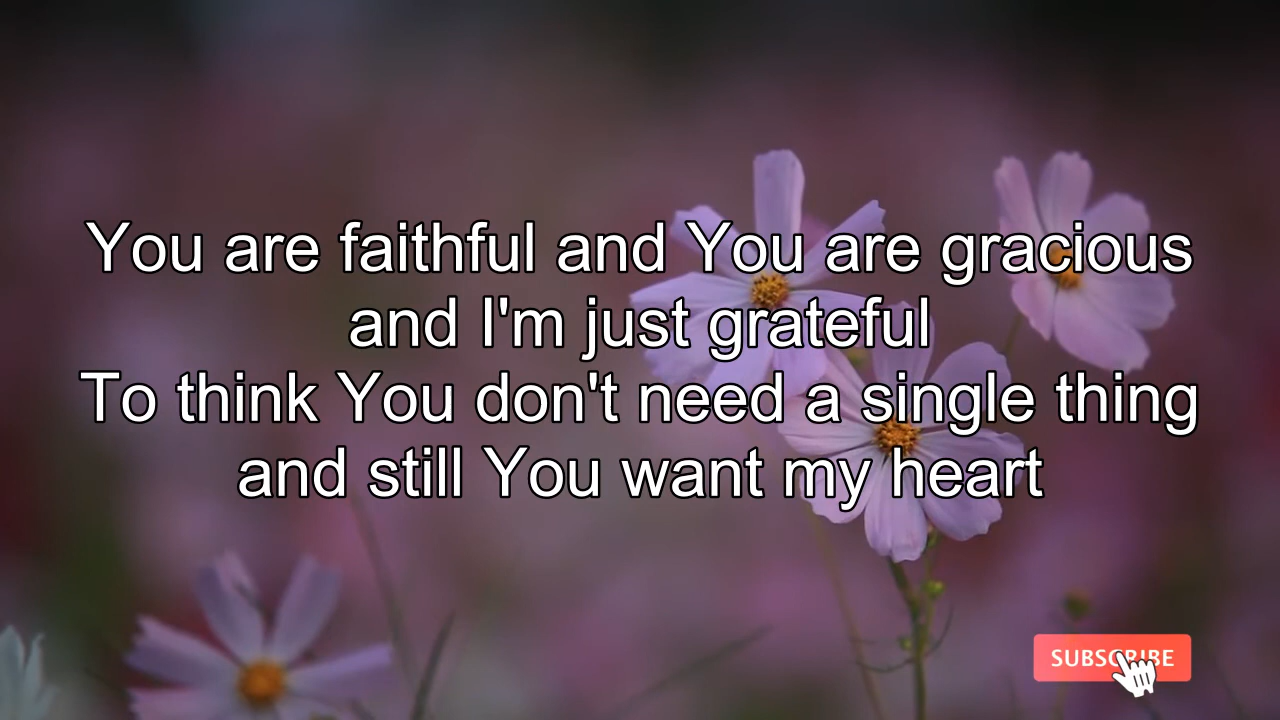 You are faithful and You are gracious
and I'm just grateful
To think You don't need a single thing
and still You want my heart
SUBSCRIBE